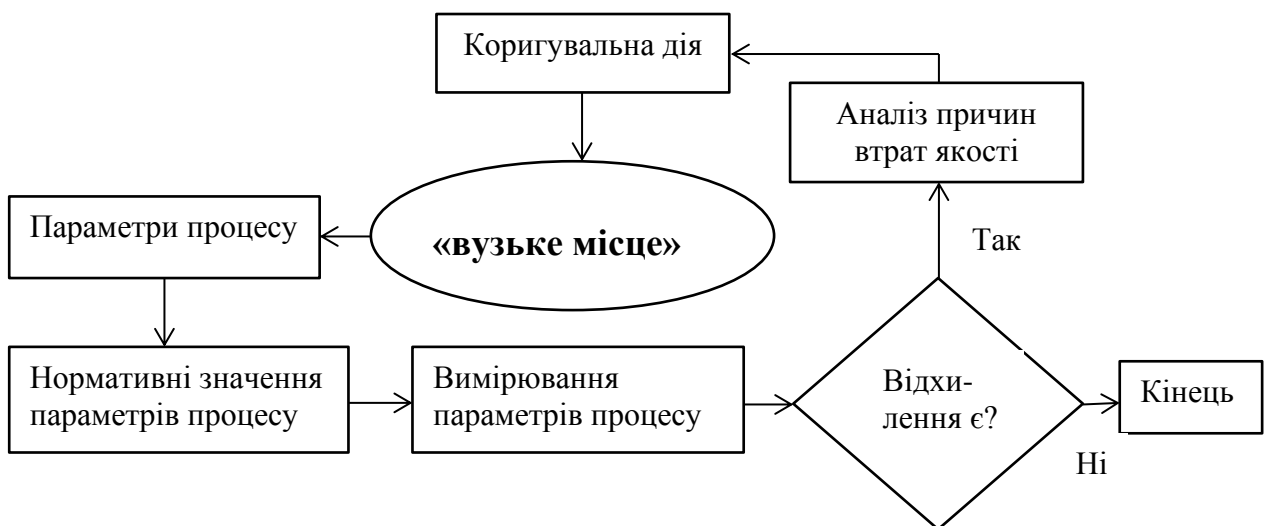 Коригувальна дія
Аналіз причин
втрат якості
Параметри процесу
«вузьке місце»
Так
Нормативні значення
параметрів процесу
Вимірювання
параметрів процесу
Відхи-
лення є?
Кінець
Ні